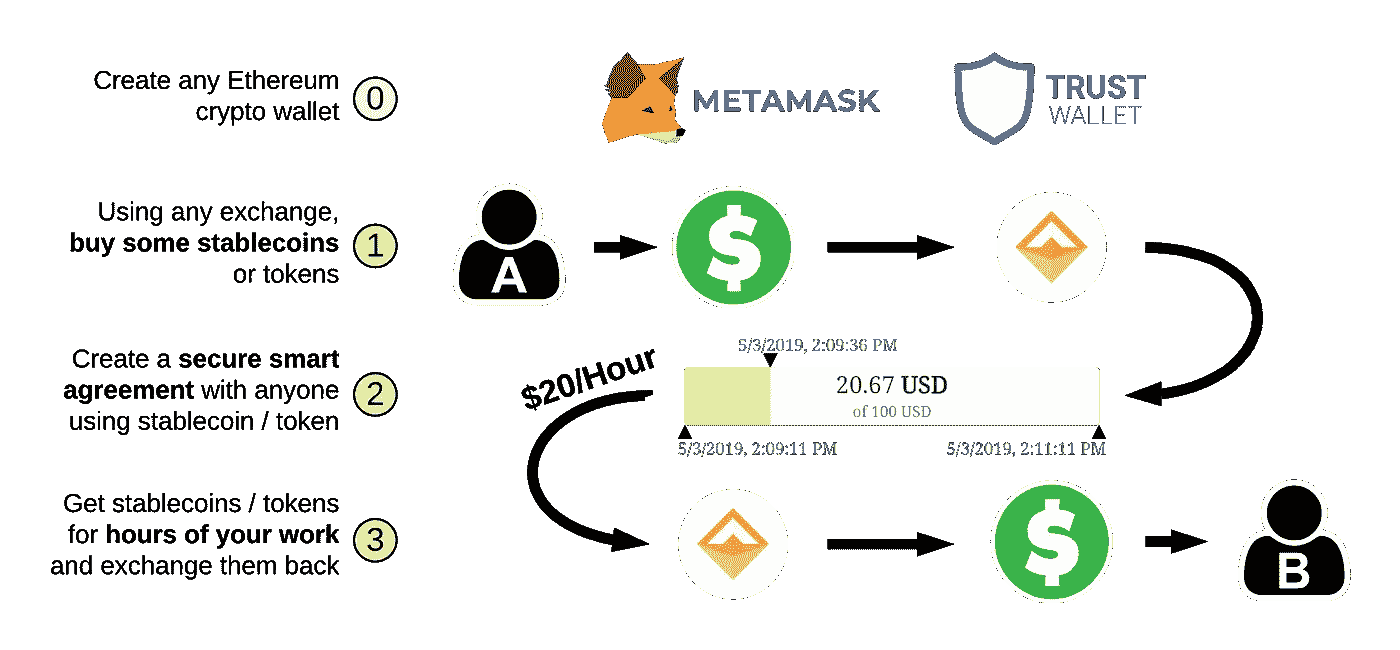 Create any Ethereum
crypto wallet
0
METAMASK
TRUST
WALLET
Using any exchange,
buy some stablecoins
or tokens
1
A
$
Create a secure smart
agreement with anyone
using stablecoin / token
2
$20/Hour
5/3/2019, 2:09:36 PM
20.67 USD
of 100 USD
5/3/2019, 2:09:11 PM
5/3/2019, 2:11:11 PM
Get stablecoins / tokens
for hours of your work
and exchange them back
3
$
B